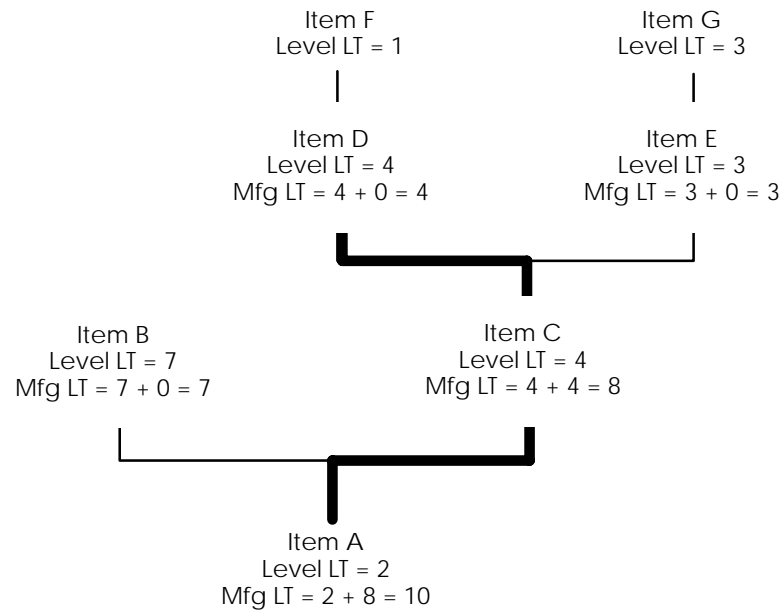 Item F
Level LT = 1
Item G
Level LT = 3
Item D
Level LT = 4
Mfg LT = 4 + 0 = 4
Item E
Level LT = 3
Mfg LT = 3 + 0 = 3
Item B
Level LT = 7
Mfg LT = 7 + 0 = 7
Item C
Level LT = 4
Mfg LT = 4 + 4 = 8
Item A
Level LT = 2
Mfg LT = 2 + 8 = 10